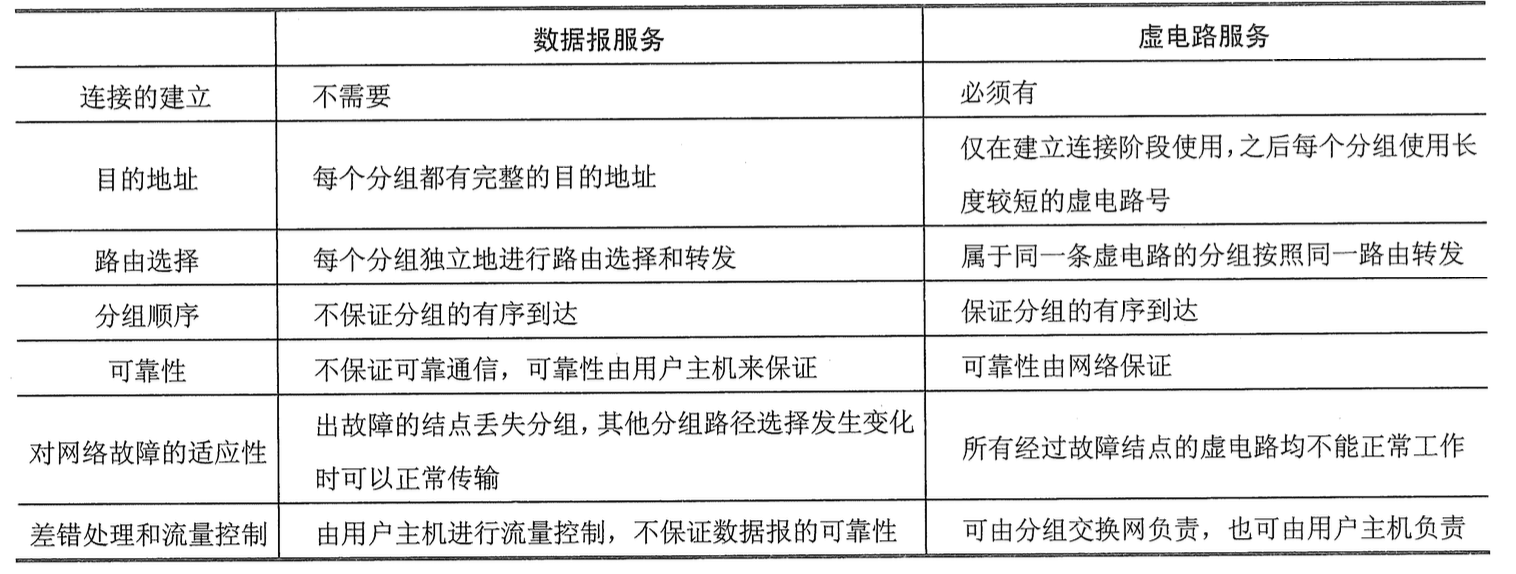 数据报服务 虚电路服务
连接的建立 不需要 必须有
目的地址 每个分组都有完整的目的地址 仅在建立连接阶段使用，之后每个分组使用长
度较短的虚电路号
路由选择 每个分组独立地进行路由选择和转发 属于同一条虚电路的分组按照同一路由转发
分组顺序 不保证分组的有序到达 保证分组的有序到达
可靠性 不保证可靠通信，可靠性由用户主机来保证 可靠性由网络保证
对网络故障的适应性 出故障的结点丢失分组，其他分组路径选择发生变化
时可以正常传输 所有经过故障结点的虚电路均不能正常工作
差错处理和流量控制 由用户主机进行流量控制，不保证数据报的可靠性 可由分组交换网负责，也可由用户主机负责